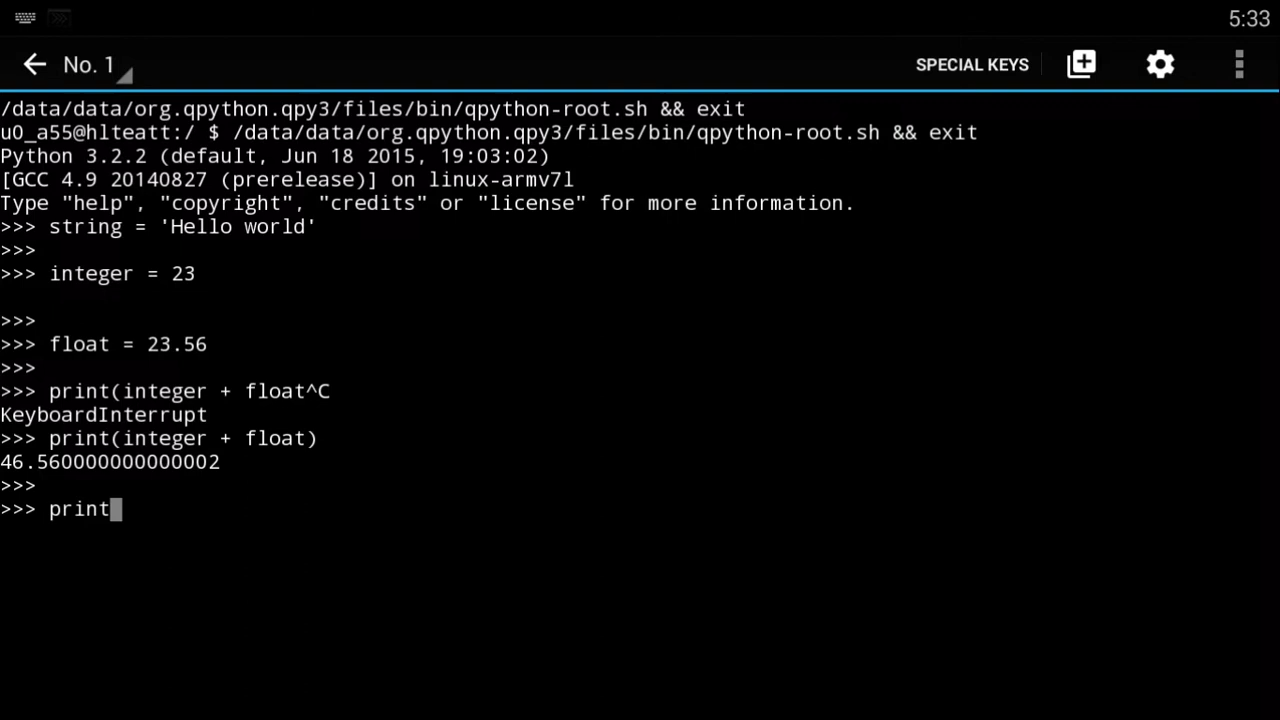 5:33
No. 1
SPECIAL KEYS
/data/data/org.qpython.qpy3/files/bin/qpython-root.sh && exit
u0_a55@hlteatt:/ $ /data/data/org.qpython.qpy3/files/bin/qpython-root.sh && exit
Python 3.2.2 (default, Jun 18 2015, 19:03:02)
[GCC 4.9 20140827 (prerelease)] on linux-armv7l
Type "help", "copyright", "credits" or "license" for more information.
>>> string = 'Hello world'
>>>
>>> integer = 23
>>>
>>> float = 23.56
>>>
>>> print(integer + float^C
KeyboardInterrupt
>>> print(integer + float)
46.560000000000002
>>>
>>> print